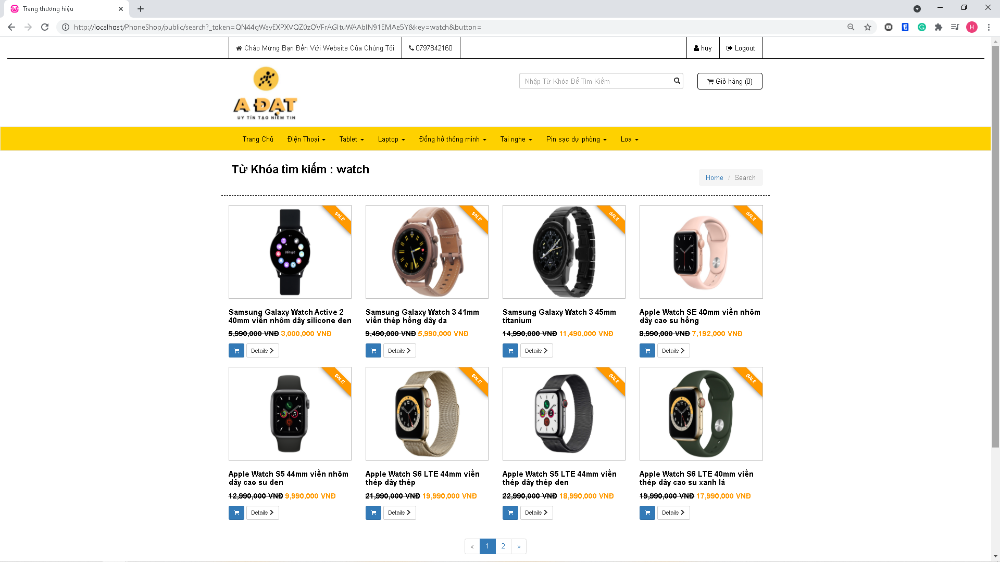 Trang thương hiệu
http://localhost/PhoneShop/public/search?_token=QN44gWayEXPXVQZ0zOVFrAGItuWAAblN91EMAe5Y&key=watch&button=
H
Chào Mừng Bạn Đến Với Website Của Chúng Tôi
0797842160
huy
Logout
A ĐẠT
UY TÍN TẠO NIỀM TIN
Nhập Từ Khóa Để Tìm Kiếm
Giỏ hàng (0)
Trang Chủ Điện Thoại Tablet Laptop Đồng hồ thông minh Tai nghe Pin sạc dự phòng Loa
Từ Khóa tìm kiếm : watch
Home / Search
SALE SALE SALE SALE
Đếm giờ
Samsung Galaxy Watch Active 2
40mm viền nhôm dây silicone đen
5,990,000 VNĐ 3,000,000 VNĐ
Details
Samsung Galaxy Watch 3 41mm
viền thép hồng dây da
9,490,000 VNĐ 5,990,000 VNĐ
Details
Samsung Galaxy Watch 3 45mm
titanium
14,990,000 VNĐ 11,490,000 VNĐ
Details
Apple Watch SE 40mm viền nhôm
dây cao su hồng
8,990,000 VNĐ 7,192,000 VNĐ
Details
SALE SALE SALE SALE
Apple Watch S5 44mm viền nhôm
dây cao su đen
12,990,000 VNĐ 9,990,000 VNĐ
Details
Apple Watch S6 LTE 44mm viền
thép dây thép
21,990,000 VNĐ 19,990,000 VNĐ
Details
Apple Watch S5 LTE 44mm viền
thép dây thép đen
22,990,000 VNĐ 18,990,000 VNĐ
Details
Apple Watch S6 LTE 40mm viền
thép dây cao su xanh lá
19,990,000 VNĐ 17,990,000 VNĐ
Details
« 1 2 »